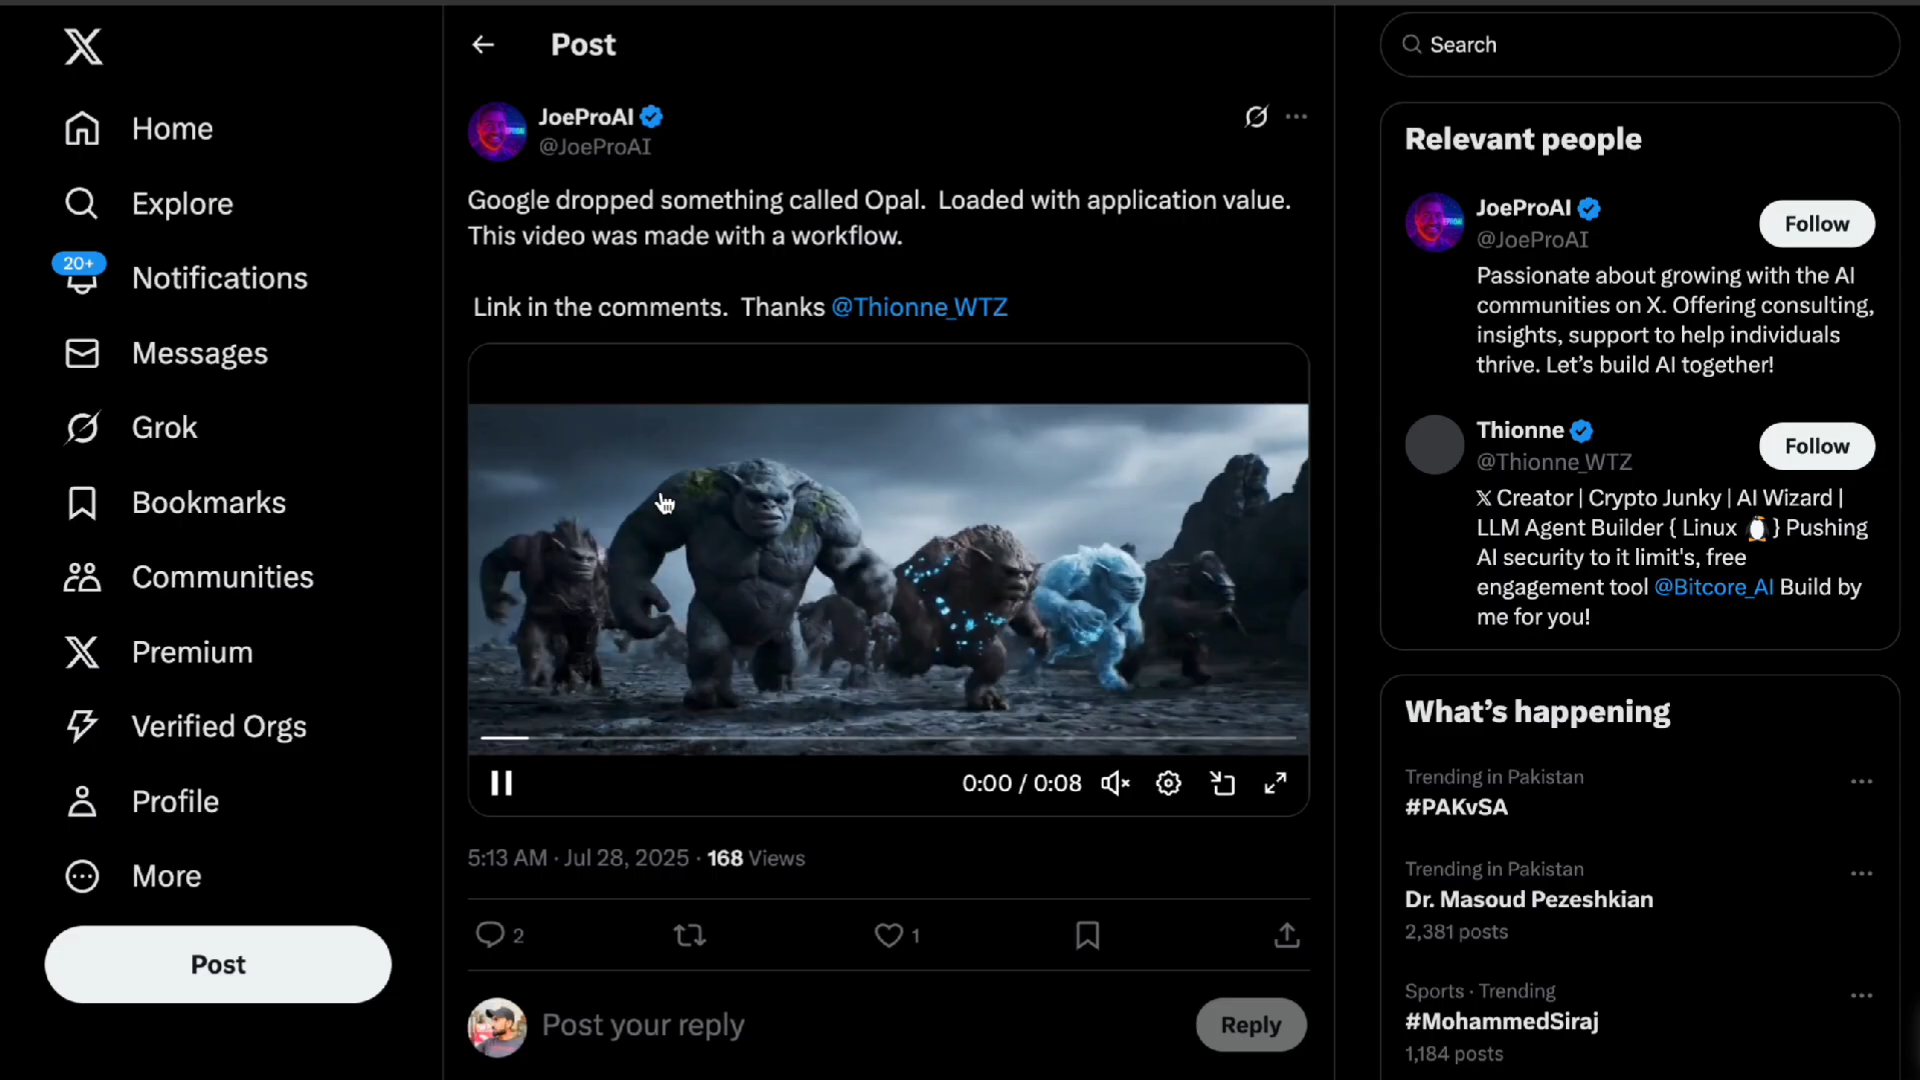 Home
Explore
20+
Notifications
Messages
Grok
Bookmarks
Communities
Premium
Verified Orgs
Profile
More
Post
Post
JoeProAI
@JoeProAI
Google dropped something called Opal.  Loaded with application value.
This video was made with a workflow.
Link in the comments.  Thanks @Thionne_WTZ
0:00 / 0:08
5:13 AM · Jul 28, 2025 · 168 Views
2
1
Post your reply
Reply
Search
Relevant people
JoeProAI
@JoeProAI
Follow
Passionate about growing with the AI
communities on X. Offering consulting,
insights, support to help individuals
thrive. Let’s build AI together!
Thionne
@Thionne_WTZ
Follow
𝕏 Creator | Crypto Junky | AI Wizard |
LLM Agent Builder { Linux 🐧 } Pushing
AI security to it limit's, free
engagement tool @Bitcore_AI Build by
me for you!
What’s happening
Trending in Pakistan
#PAKvSA
Trending in Pakistan
Dr. Masoud Pezeshkian
2,381 posts
Sports · Trending
#MohammedSiraj
1,184 posts